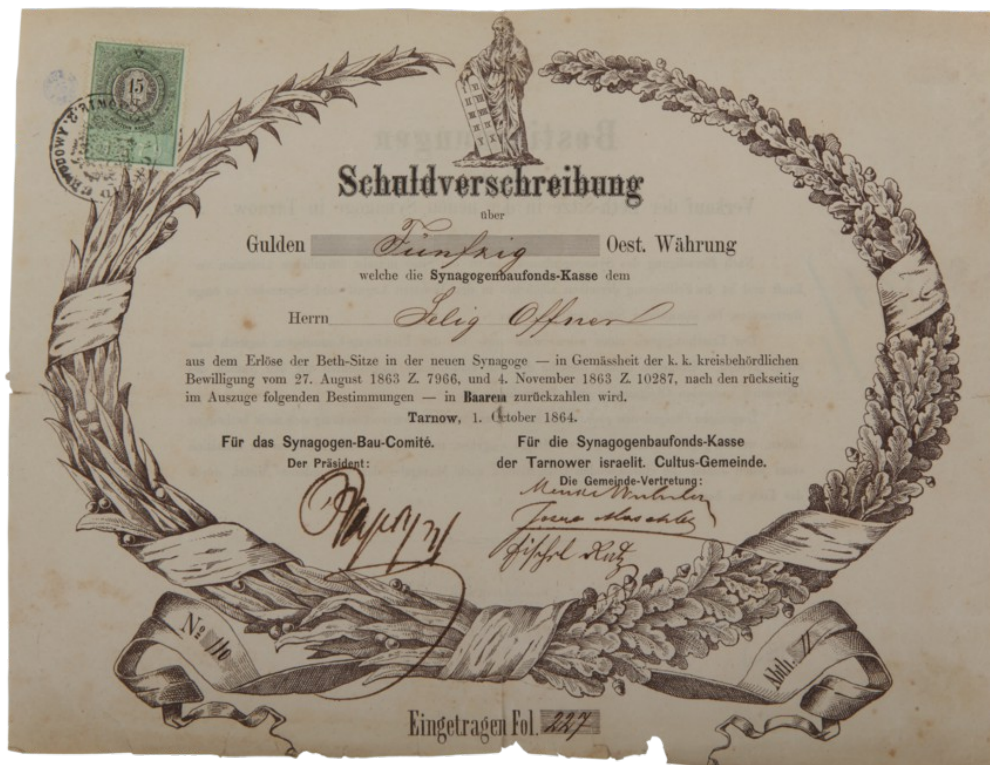 15
Schuldverschreibung
über
Gulden Fünfzig Oest. Währung
welche die Synagogenbaufonds-Kasse dem
Herrn Selig Offner
aus dem Erlöse der Beth-Sitze in der neuen Synagoge — in Gemässheit der k. k. kreisbehördlichen
Bewilligung vom 27. August 1863 Z. 7966, und 4. November 1863 Z. 10287, nach den rückseitig
im Auszuge folgenden Bestimmungen — in Baarem zurückzahlen wird.
Tarnow, 1. October 1864.
Für das Synagogen-Bau-Comité.
Der Präsident:
Für die Synagogenbaufonds-Kasse
der Tarnower israelit. Cultus-Gemeinde.
Die Gemeinde-Vertretung:
No 110
Abth. II
Eingetragen Fol. 227